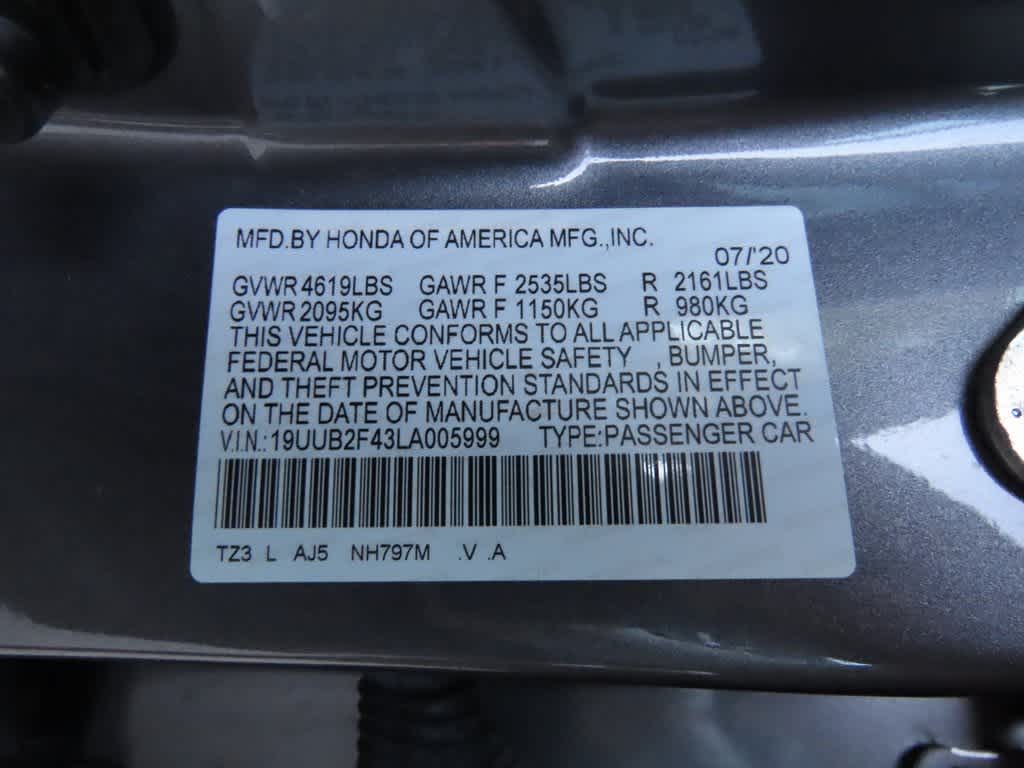 MFD.BY HONDA OF AMERICA MFG.,INC.
07/'20
GVWR 4619LBS GAWR F 2535LBS R 2161LBS
GVWR 2095KG GAWR F 1150KG R 980KG
THIS VEHICLE CONFORMS TO ALL APPLICABLE
FEDERAL MOTOR VEHICLE SAFETY , BUMPER,
AND THEFT PREVENTION STANDARDS IN EFFECT
ON THE DATE OF MANUFACTURE SHOWN ABOVE.
V.I.N.:19UUB2F43LA005999 TYPE:PASSENGER CAR
TZ3 L AJ5 NH797M .V .A